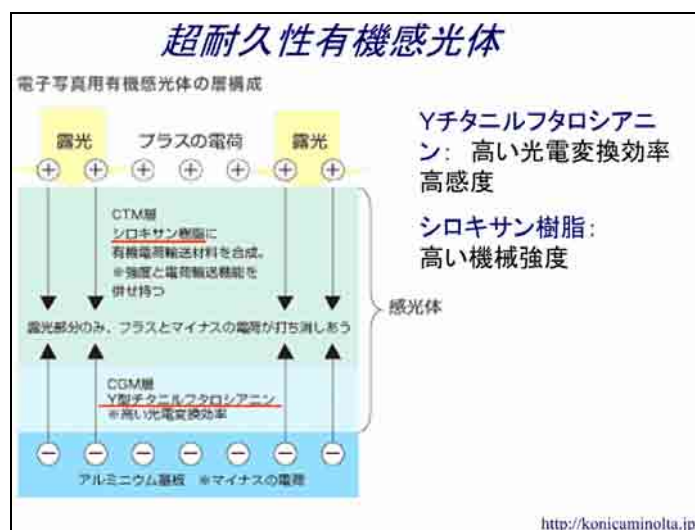 超耐久性有機感光体
電子写真用有機感光体の層構成
露光 プラスの電荷 露光
CTM層
シロキサン樹脂に
有機電荷輸送材料を合成。
※強度と電荷輸送機能を
併せ持つ
露光部分のみ、プラスとマイナスの電荷が打ち消しあう
CGM層
Y型チタニルフタロシアニン
※高い光電変換効率
アルミニウム基板 ※マイナスの電荷
感光体
Yチタニルフタロシアニ
ン: 高い光電変換効率
高感度
シロキサン樹脂:
高い機械強度
http://konicaminolta.jp